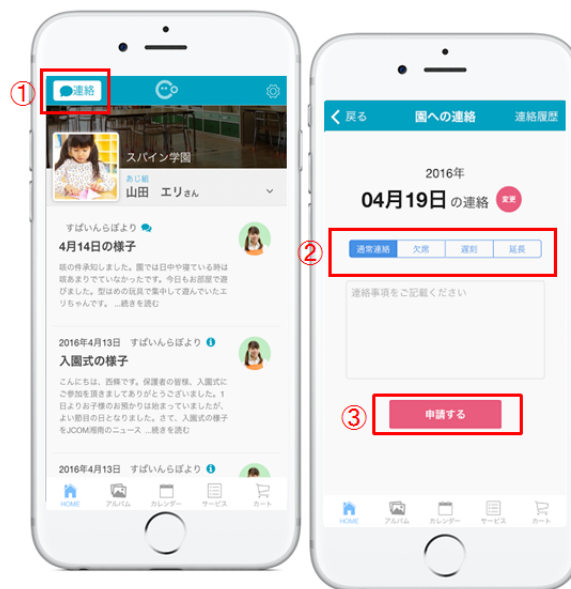 ①
連絡
スパイン学園
あじ組
山田 エリさん
すぱいんらぼより
4月14日の様子
咳の件承知しました。園では日中や寝ている時は
咳あまりでていなかったです。今日もお部屋で遊
びました。型はめの玩具で集中して遊んでいたエ
リちゃんです。 ...続きを読む
2016年4月13日 すぱいんらぼより
入園式の様子
こんにちは、西條です。保護者の皆様、入園式に
ご参加を頂きましてありがとうございました。1
日よりお子様のお預かりは始まっていましたが、
よい節目の日となりました。さて、入園式の様子
をJCOM湘南のニュース ...続きを読む
2016年4月13日 すぱいんらぼより
HOME アルバム カレンダー サービス カート
戻る 園への連絡 連絡履歴
2016年
04月19日 の連絡 変更
②
通常連絡 欠席 遅刻 延長
連絡事項をご記載ください
③
申請する
HOME アルバム カレンダー サービス カート